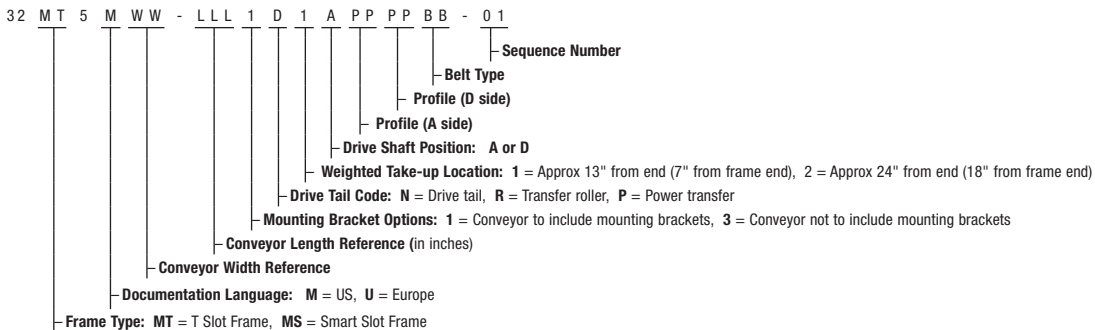 32 MT 5 M WW - LLL 1 D 1 A PP PP BB - 01
Sequence Number
Belt Type
Profile (D side)
Profile (A side)
Drive Shaft Position: A or D
Weighted Take-up Location: 1 = Approx 13" from end (7" from frame end), 2 = Approx 24" from end (18" from frame end)
Drive Tail Code: N = Drive tail, R = Transfer roller, P = Power transfer
Mounting Bracket Options: 1 = Conveyor to include mounting brackets, 3 = Conveyor not to include mounting brackets
Conveyor Length Reference (in inches)
Conveyor Width Reference
Documentation Language: M = US, U = Europe
Frame Type: MT = T Slot Frame, MS = Smart Slot Frame